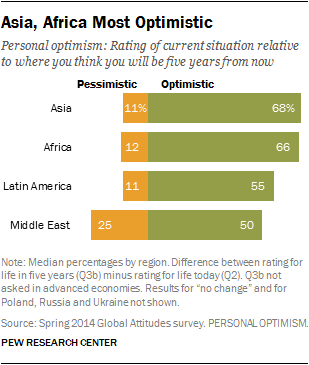 Asia, Africa Most Optimistic
Personal optimism: Rating of current situation relative
to where you think you will be five years from now
Pessimistic Optimistic
Asia 11% 68%
Africa 12 66
Latin America 11 55
Middle East 25 50
Note: Median percentages by region. Difference between rating for
life in five years (Q3b) minus rating for life today (Q2). Q3b not
asked in advanced economies. Results for “no change” and for
Poland, Russia and Ukraine not shown.
Source: Spring 2014 Global Attitudes survey. PERSONAL OPTIMISM.
PEW RESEARCH CENTER